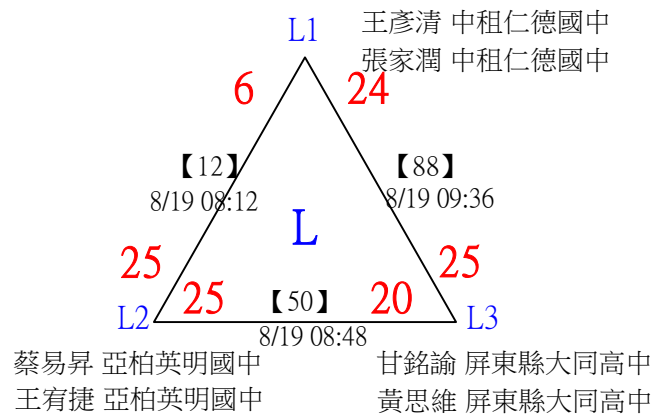 L1
王彥清 中租仁德國中
張家潤 中租仁德國中
6
24
【12】
8/19 08:12
【88】
8/19 09:36
L
25
25
20
25
L2
【50】
8/19 08:48
L3
蔡易昇 亞柏英明國中
王宥捷 亞柏英明國中
甘銘諭 屏東縣大同高中
黃思維 屏東縣大同高中